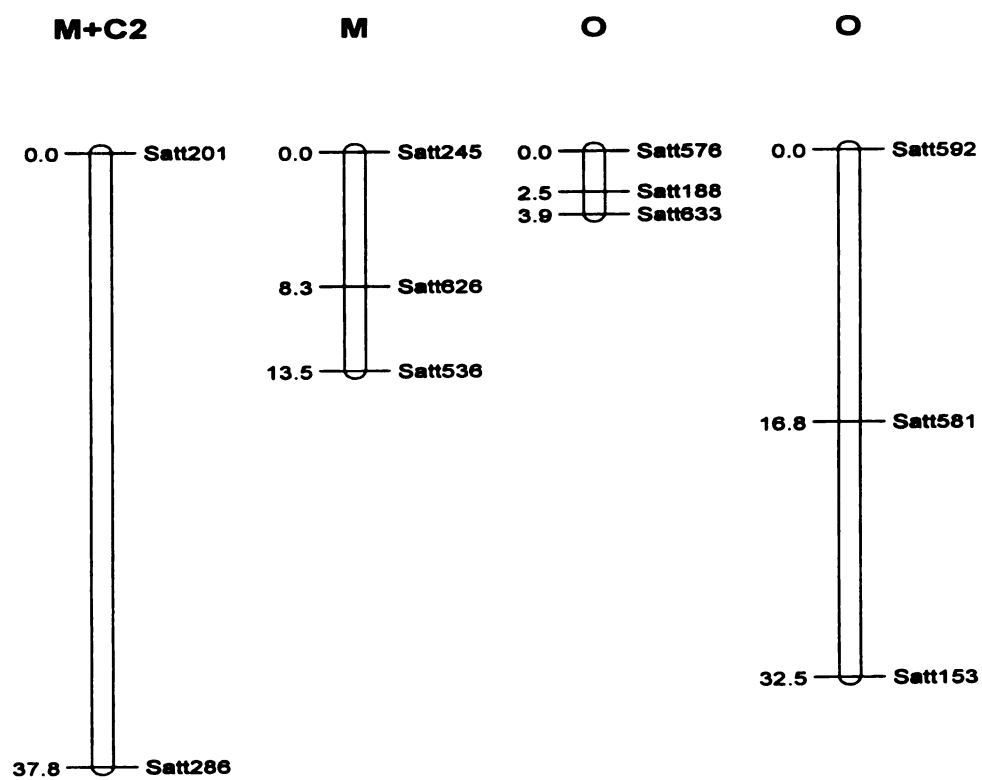 M+C2 M O O
0.0 Satt201 0.0 Satt245 0.0 Satt576 0.0 Satt592
2.5 Satt188
3.9 Satt633
8.3 Satt626
13.5 Satt536
16.8 Satt581
32.5 Satt153
37.8 Satt286